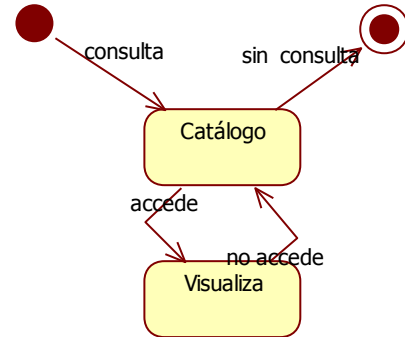 consulta
sin consulta
Catálogo
accede
no accede
Visualiza